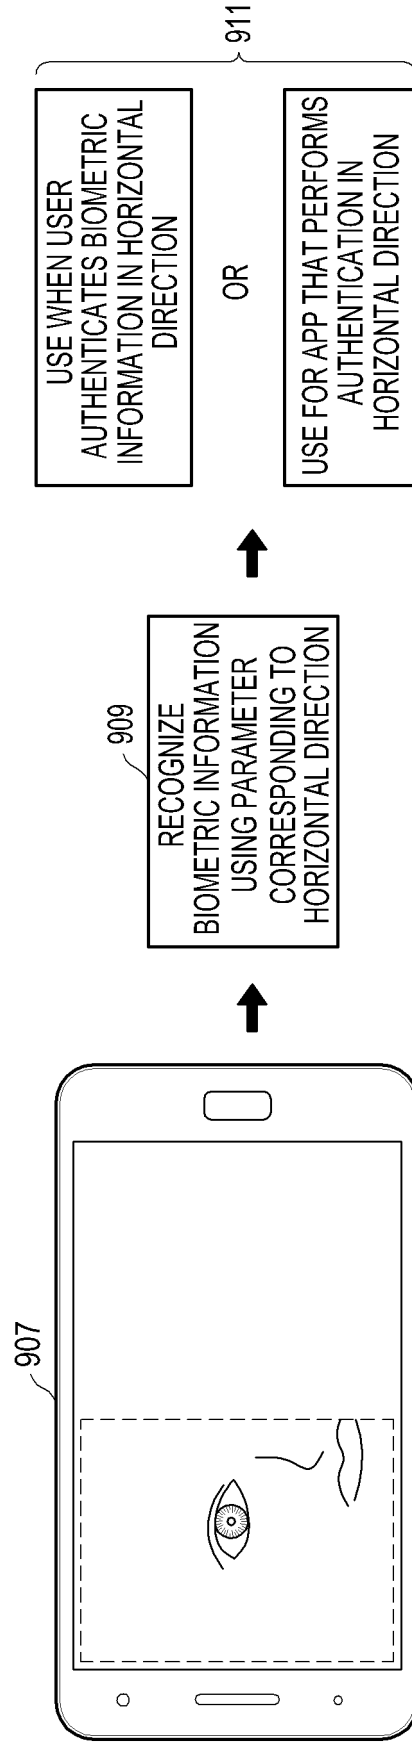 907
909
RECOGNIZE
BIOMETRIC INFORMATION
USING PARAMETER
CORRESPONDING TO
HORIZONTAL DIRECTION
USE WHEN USER
AUTHENTICATES BIOMETRIC
INFORMATION IN HORIZONTAL
DIRECTION
OR
USE FOR APP THAT PERFORMS
AUTHENTICATION IN
HORIZONTAL DIRECTION
911